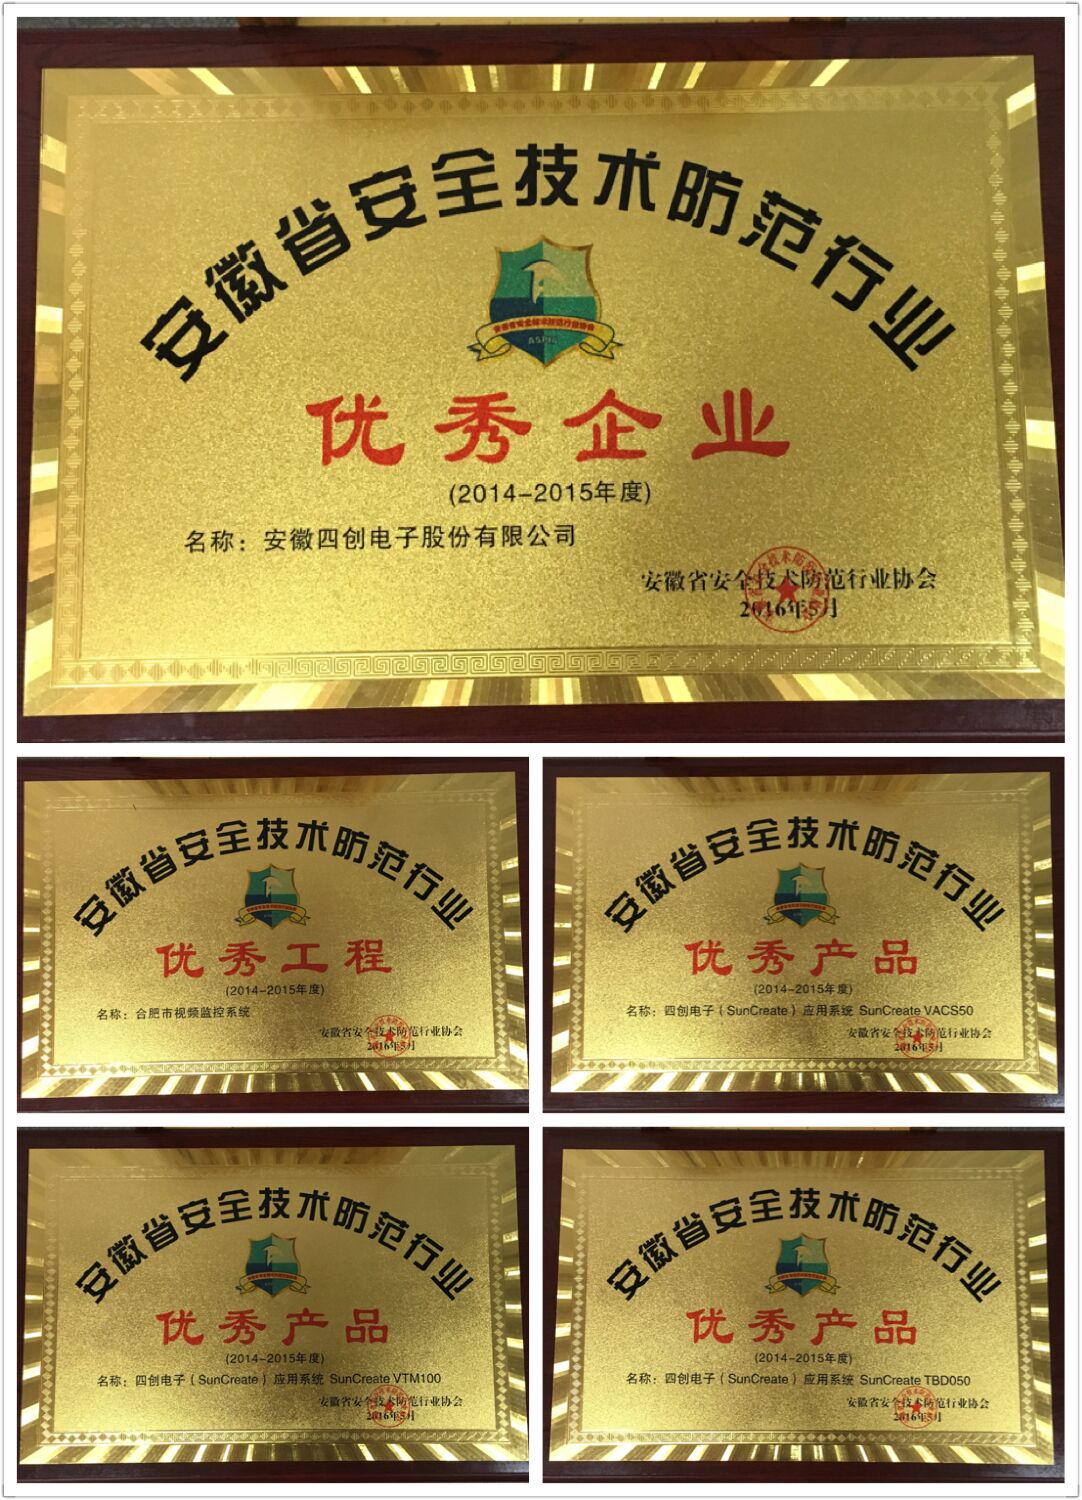 安徽省安全技术防范行业
安徽省安全技术防范行业协会
优秀企业
(2014-2015年度)
名称：安徽四创电子股份有限公司
安徽省安全技术防范行业协会
2016年5月
安徽省安全技术防范行业
优秀工程
(2014-2015年度)
名称：合肥市视频监控系统
安徽省安全技术防范行业协会
2016年5月
安徽省安全技术防范行业
优秀产品
(2014-2015年度)
名称：四创电子（SunCreate）应用系统 SunCreate VACS50
安徽省安全技术防范行业协会
2016年5月
安徽省安全技术防范行业
优秀产品
(2014-2015年度)
名称：四创电子（SunCreate）应用系统 SunCreate VTM100
安徽省安全技术防范行业协会
2016年5月
安徽省安全技术防范行业
优秀产品
(2014-2015年度)
名称：四创电子（SunCreate）应用系统 SunCreate TBD050
安徽省安全技术防范行业协会
2016年5月